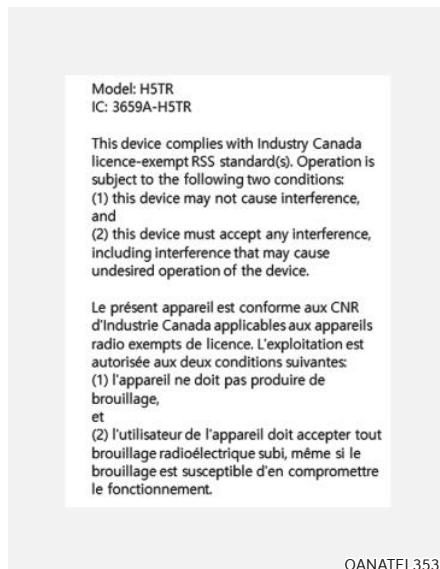 Model: H5TR
IC: 3659A-H5TR
This device complies with Industry Canada
licence-exempt RSS standard(s). Operation is
subject to the following two conditions:
(1) this device may not cause interference,
and
(2) this device must accept any interference,
including interference that may cause
undesired operation of the device.
Le présent appareil est conforme aux CNR
d'Industrie Canada applicables aux appareils
radio exempts de licence. L'exploitation est
autorisée aux deux conditions suivantes:
(1) l'appareil ne doit pas produire de
brouillage,
et
(2) l'utilisateur de l'appareil doit accepter tout
brouillage radioélectrique subi, même si le
brouillage est susceptible d'en compromettre
le fonctionnement.
OANATEL353